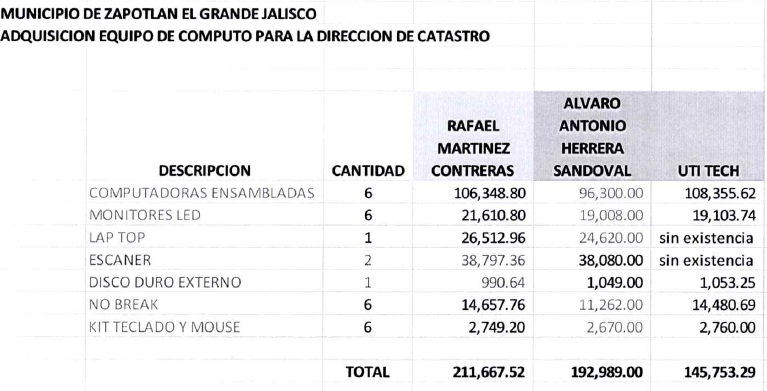 MUNICIPIO DE ZAPOTLAN EL GRANDE JALISCO
ADQUISICION EQUIPO DE COMPUTO PARA LA DIRECCION DE CATASTRO
DESCRIPCION CANTIDAD RAFAEL MARTINEZ CONTRERAS ALVARO ANTONIO HERRERA SANDOVAL UTI TECH
COMPUTADORAS ENSAMBLADAS 6 106,348.80 96,300.00 108,355.62
MONITORES LED 6 21,610.80 19,008.00 19,103.74
LAP TOP 1 26,512.96 24,620.00 sin existencia
ESCANER 2 38,797.36 38,080.00 sin existencia
DISCO DURO EXTERNO 1 990.64 1,049.00 1,053.25
NO BREAK 6 14,657.76 11,262.00 14,480.69
KIT TECLADO Y MOUSE 6 2,749.20 2,670.00 2,760.00
TOTAL 211,667.52 192,989.00 145,753.29